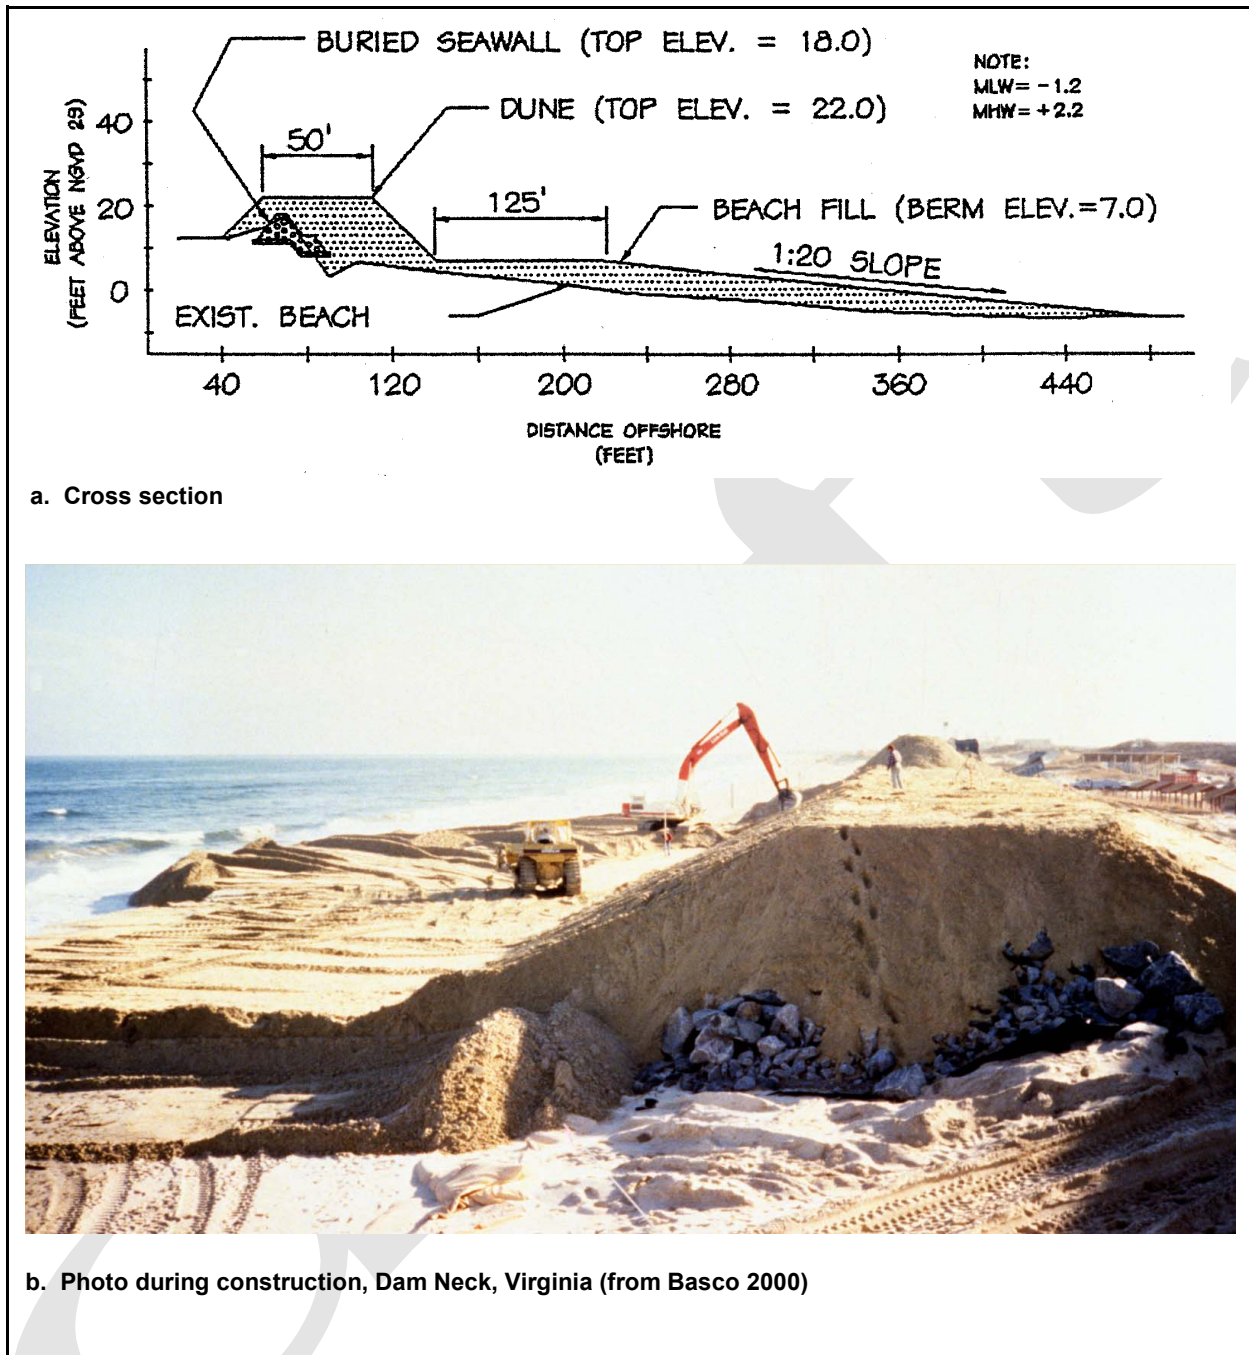 BURIED SEAWALL (TOP ELEV. = 18.0)
NOTE:
MLW= -1.2
MHW= +2.2
DUNE (TOP ELEV. = 22.0)
50'
125'
BEACH FILL (BERM ELEV.=7.0)
1:20 SLOPE
EXIST. BEACH
ELEVATION
(FEET ABOVE NGVD 29)
40
20
0
40 120 200 280 360 440
DISTANCE OFFSHORE
(FEET)
a. Cross section
b. Photo during construction, Dam Neck, Virginia (from Basco 2000)